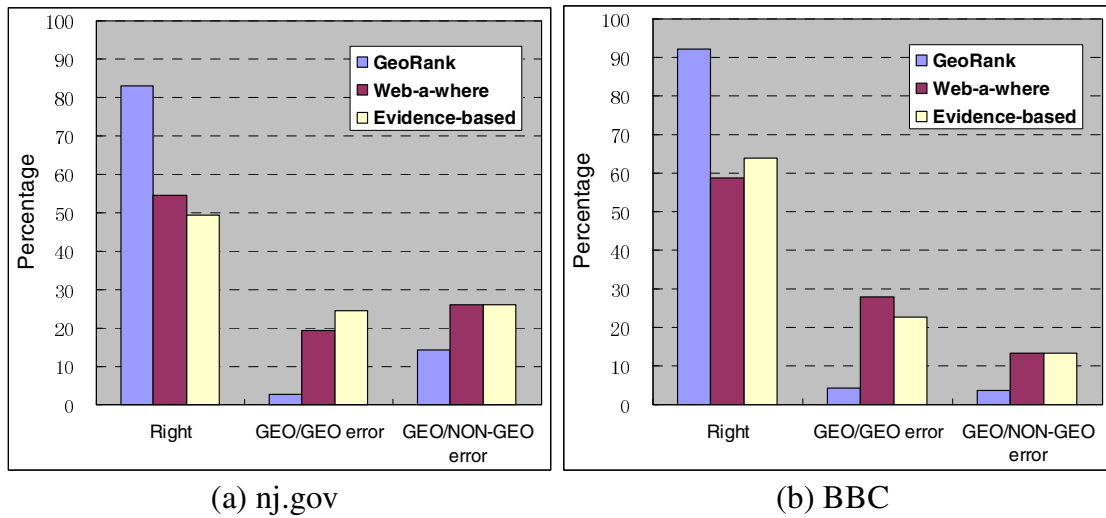 100
90
80
70
60
50
40
30
20
10
0
Percentage
GeoRank
Web-a-where
Evidence-based
Right
GEO/GEO error
GEO/NON-GEO
error
(a) nj.gov
100
90
80
70
60
50
40
30
20
10
0
Percentage
GeoRank
Web-a-where
Evidence-based
Right
GEO/GEO error
GEO/NON-GEO
error
(b) BBC